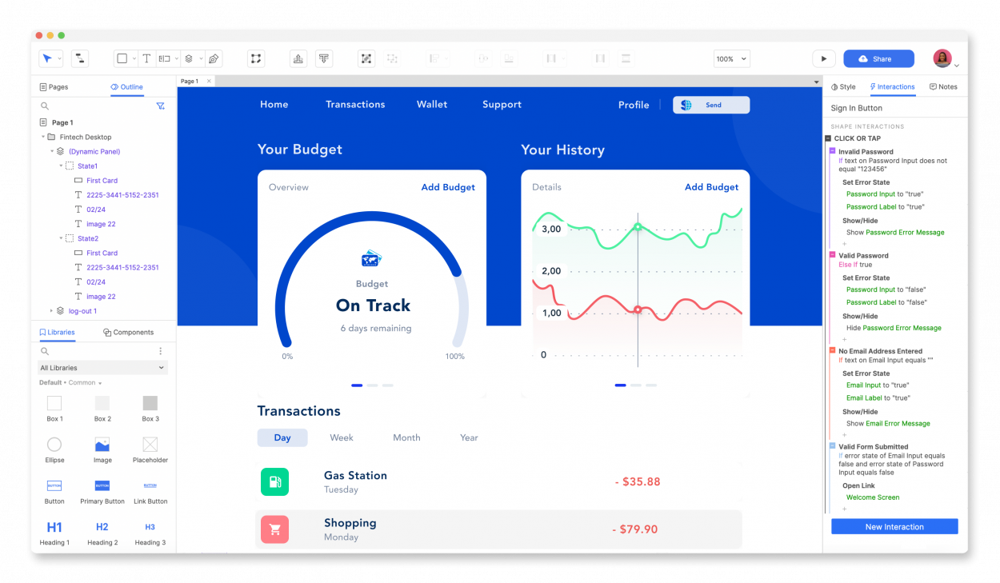 100%
Share
Pages
Outline
Page 1
Fintech Desktop
(Dynamic Panel)
State1
First Card
2225-3441-5152-2351
02/24
image 22
State2
First Card
2225-3441-5152-2351
02/24
image 22
log-out 1
Libraries
Components
All Libraries
Default • Common
Box 1
Box 2
Box 3
Ellipse
Image
Placeholder
BUTTON
BUTTON
BUTTON
Button
Primary Button
Link Button
H1
H2
H3
Heading 1
Heading 2
Heading 3
Page 1
Home
Transactions
Wallet
Support
Profile
Send
Your Budget
Overview
Add Budget
Budget
On Track
6 days remaining
0%
100%
Your History
Details
Add Budget
3,00
2,00
1,00
0
Transactions
Day
Week
Month
Year
Gas Station
Tuesday
- $35.88
Shopping
Monday
- $79.90
Style
Interactions
Notes
Sign In Button
SHAPE INTERACTIONS
CLICK OR TAP
Invalid Password
If text on Password Input does not
equal "123456"
Set Error State
Password Input to "true"
Password Label to "true"
Show/Hide
Show Password Error Message
+
Valid Password
Else If true
Set Error State
Password Input to "false"
Password Label to "false"
Show/Hide
Hide Password Error Message
+
No Email Address Entered
If text on Email Input equals ""
Set Error State
Email Input to "true"
Email Label to "true"
Show/Hide
Show Email Error Message
+
Valid Form Submitted
If error state of Email Input equals
false and error state of Password
Input equals false
Open Link
Welcome Screen
+
New Interaction